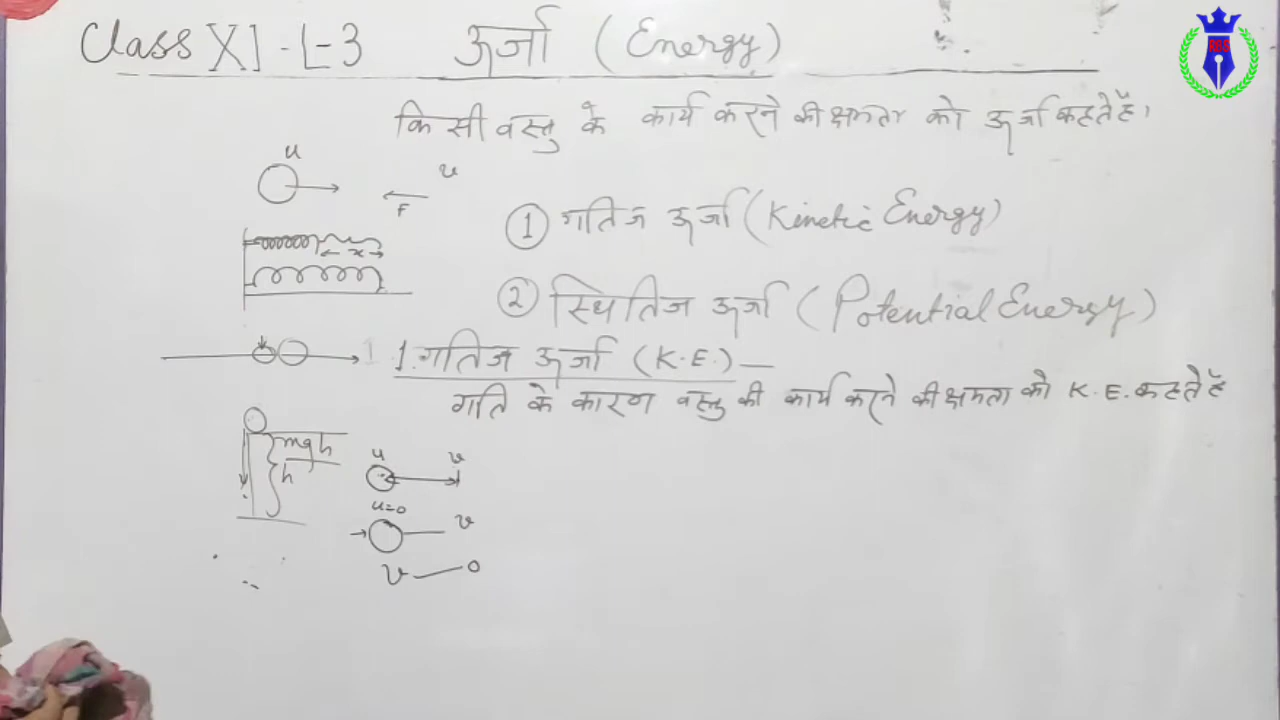 Class XI - L-3 ऊर्जा (Energy)
किसी वस्तु के कार्य करने की क्षमता को ऊर्जा कहते हैं।
u
v
F
① गतिज ऊर्जा (Kinetic Energy)
x
② स्थितिज ऊर्जा (Potential Energy)
1. गतिज ऊर्जा (K.E.) —
गति के कारण वस्तु की कार्य करने की क्षमता को K.E. कहते हैं
mgh
h
u v
u=0
v
v — 0
RGS